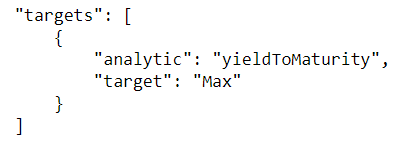 "targets": [
    {
        "analytic": "yieldToMaturity",
        "target": "Max"
    }
]